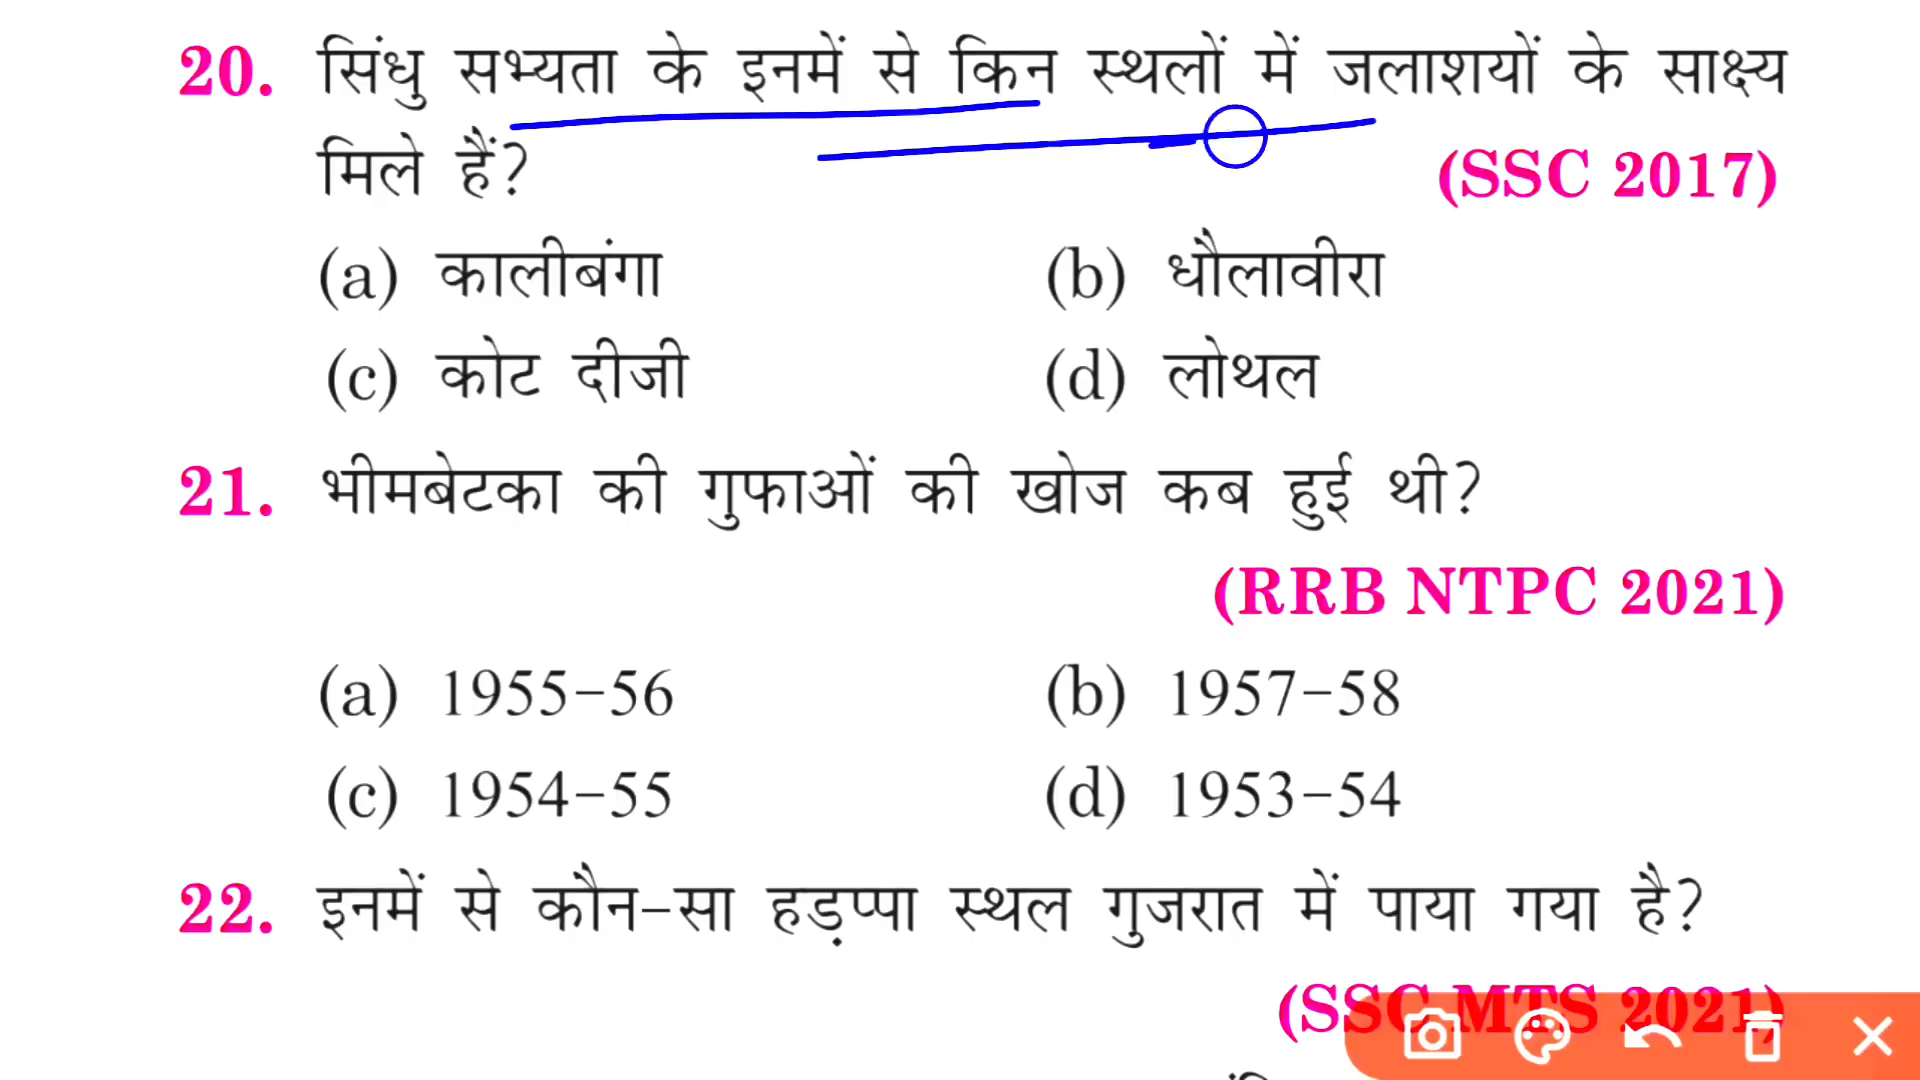 20. सिंधु सभ्यता के इनमें से किन स्थलों में जलाशयों के साक्ष्य
मिले हैं? (SSC 2017)
(a) कालीबंगा (b) धौलावीरा
(c) कोट दीजी (d) लोथल
21. भीमबेटका की गुफाओं की खोज कब हुई थी?
(RRB NTPC 2021)
(a) 1955-56 (b) 1957-58
(c) 1954-55 (d) 1953-54
22. इनमें से कौन-सा हड़प्पा स्थल गुजरात में पाया गया है?
(SSC MTS 2021)